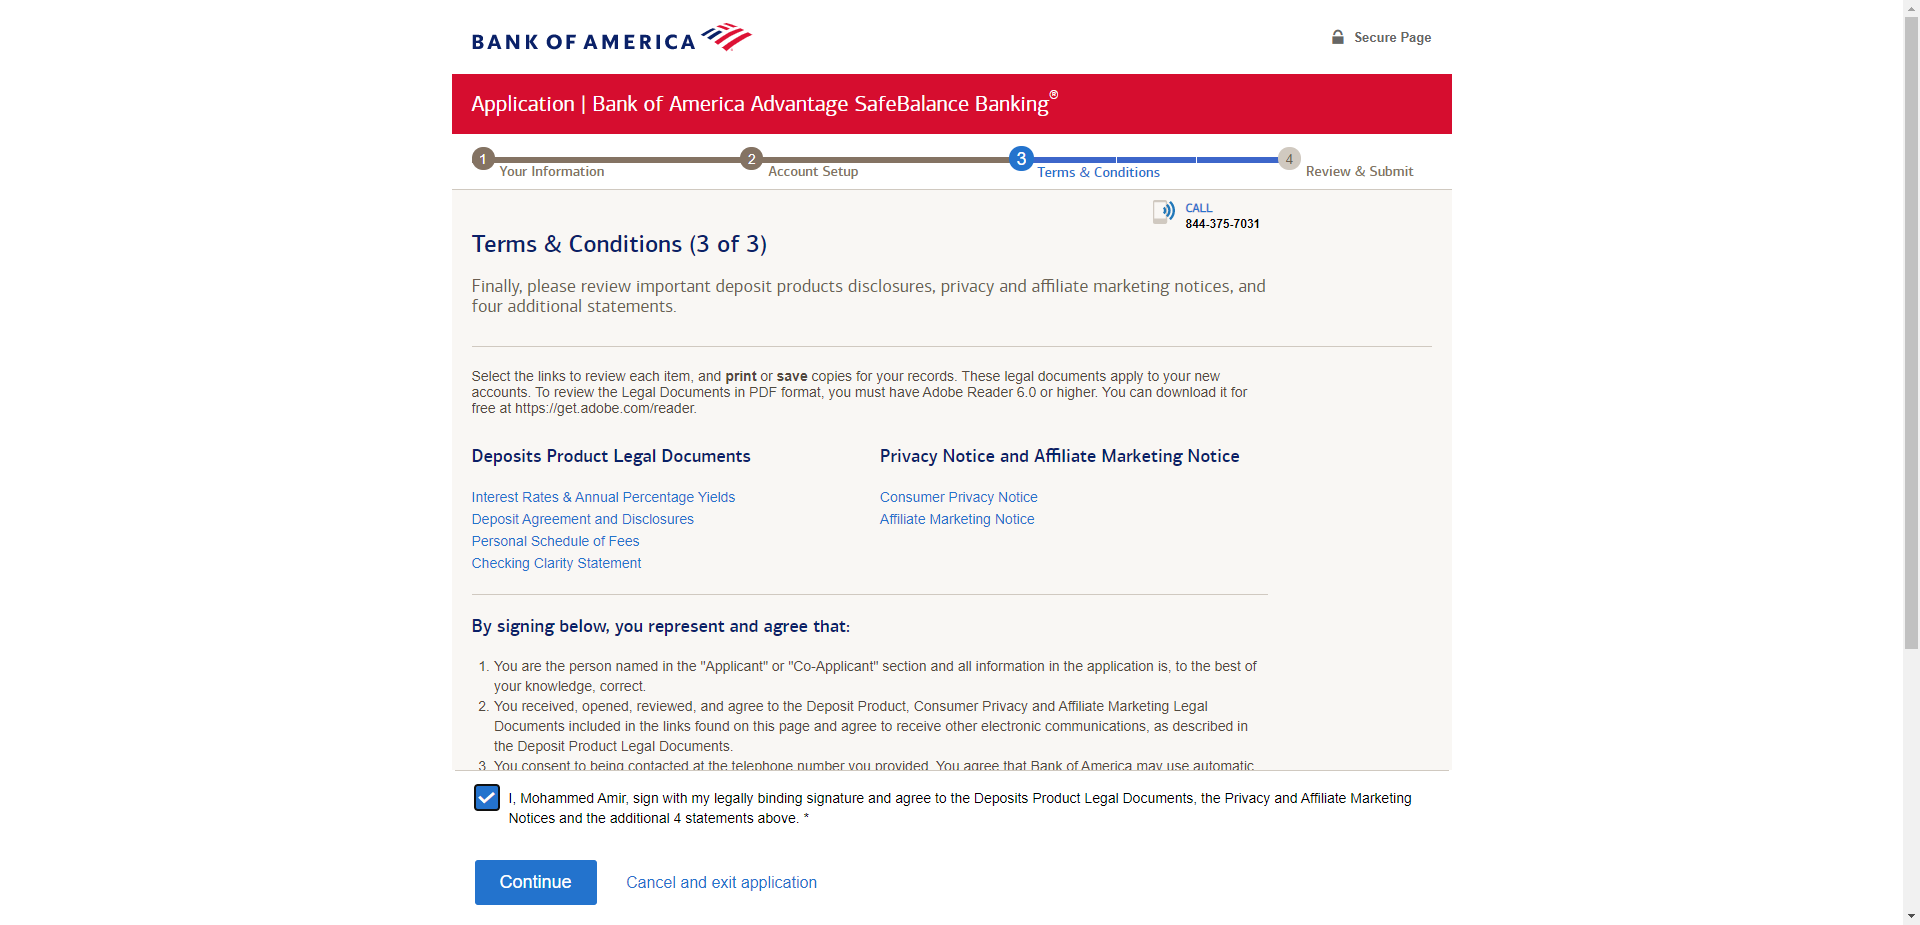 BANK OF AMERICA
Secure Page
Application | Bank of America Advantage SafeBalance Banking®
1 Your Information
2 Account Setup
3 Terms & Conditions
4 Review & Submit
CALL
844-375-7031
Terms & Conditions (3 of 3)
Finally, please review important deposit products disclosures, privacy and affiliate marketing notices, and
four additional statements.
Select the links to review each item, and print or save copies for your records. These legal documents apply to your new
accounts. To review the Legal Documents in PDF format, you must have Adobe Reader 6.0 or higher. You can download it for
free at https://get.adobe.com/reader.
Deposits Product Legal Documents
Interest Rates & Annual Percentage Yields
Deposit Agreement and Disclosures
Personal Schedule of Fees
Checking Clarity Statement
Privacy Notice and Affiliate Marketing Notice
Consumer Privacy Notice
Affiliate Marketing Notice
By signing below, you represent and agree that:
1. You are the person named in the "Applicant" or "Co-Applicant" section and all information in the application is, to the best of
your knowledge, correct.
2. You received, opened, reviewed, and agree to the Deposit Product, Consumer Privacy and Affiliate Marketing Legal
Documents included in the links found on this page and agree to receive other electronic communications, as described in
the Deposit Product Legal Documents.
3. You consent to being contacted at the telephone number you provided. You agree that Bank of America may use automatic
I, Mohammed Amir, sign with my legally binding signature and agree to the Deposits Product Legal Documents, the Privacy and Affiliate Marketing
Notices and the additional 4 statements above. *
Continue
Cancel and exit application